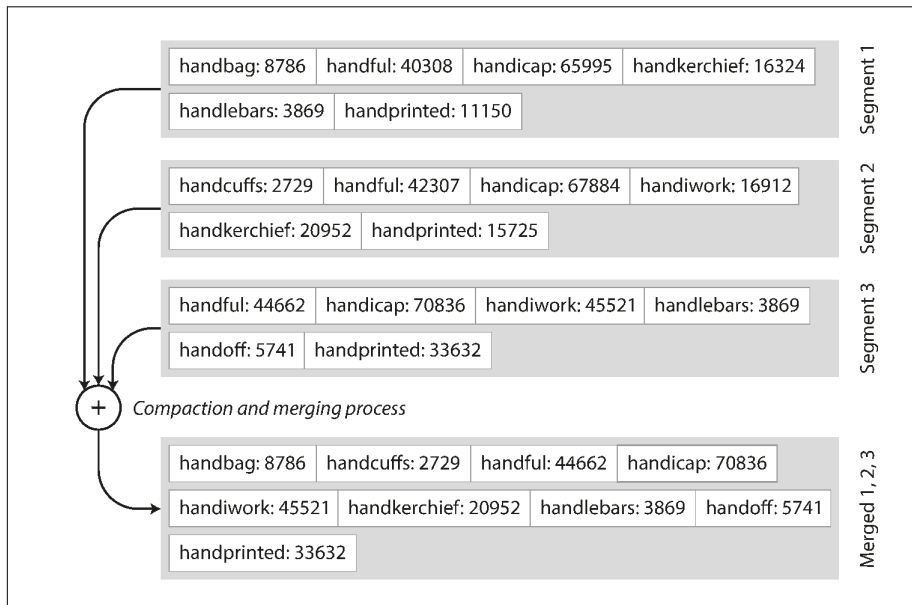 handbag: 8786 handful: 40308 handicap: 65995 handkerchief: 16324
handlebars: 3869 handprinted: 11150
Segment 1
handcuffs: 2729 handful: 42307 handicap: 67884 handiwork: 16912
handkerchief: 20952 handprinted: 15725
Segment 2
handful: 44662 handicap: 70836 handiwork: 45521 handlebars: 3869
handoff: 5741 handprinted: 33632
Segment 3
+ Compaction and merging process
handbag: 8786 handcuffs: 2729 handful: 44662 handicap: 70836
handiwork: 45521 handkerchief: 20952 handlebars: 3869 handoff: 5741
handprinted: 33632
Merged 1, 2, 3